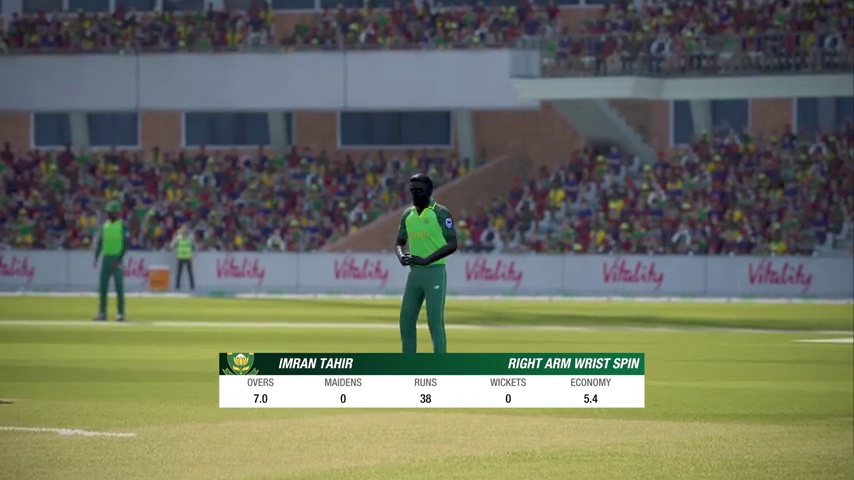 Vitality Vitality Vitality Vitality Vitality Vitality
IMRAN TAHIR RIGHT ARM WRIST SPIN
OVERS MAIDENS RUNS WICKETS ECONOMY
7.0 0 38 0 5.4